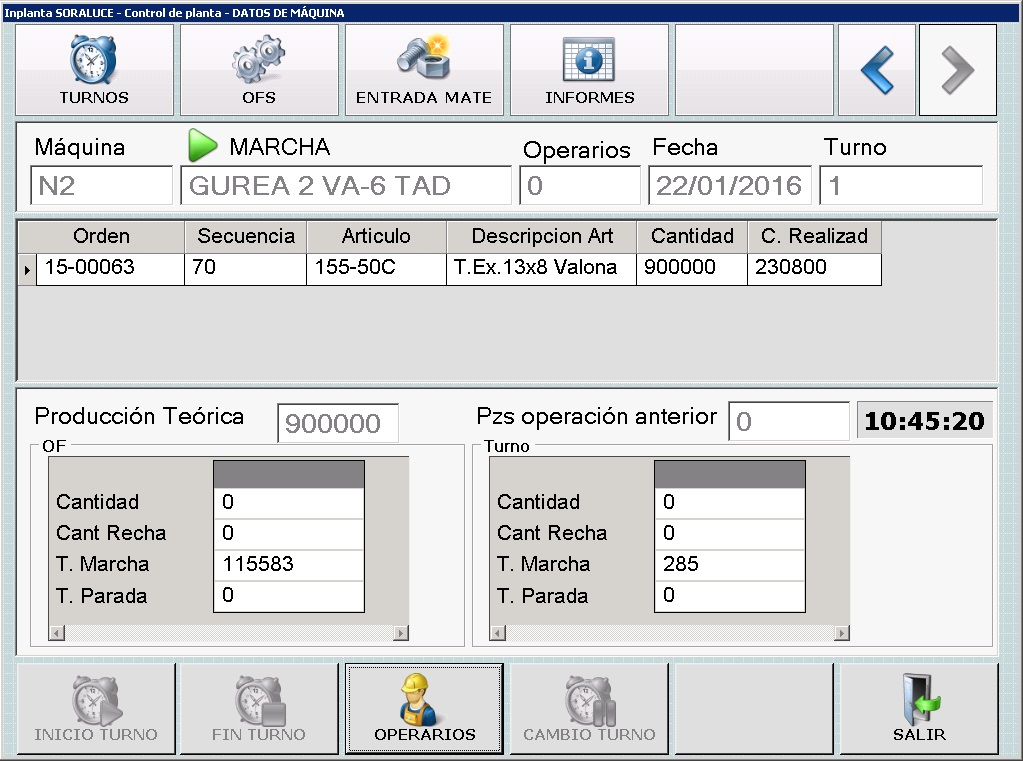 Inplanta SORALUCE - Control de planta - DATOS DE MÁQUINA
TURNOS OFS ENTRADA MATE INFORMES
Máquina MARCHA Operarios Fecha Turno
N2 GUREA 2 VA-6 TAD 0 22/01/2016 1
Orden Secuencia Articulo Descripcion Art Cantidad C. Realizad
15-00063 70 155-50C T.Ex.13x8 Valona 900000 230800
Producción Teórica 900000 Pzs operación anterior 0 10:45:20
OF Turno
Cantidad 0 Cantidad 0
Cant Recha 0 Cant Recha 0
T. Marcha 115583 T. Marcha 285
T. Parada 0 T. Parada 0
INICIO TURNO FIN TURNO OPERARIOS CAMBIO TURNO SALIR